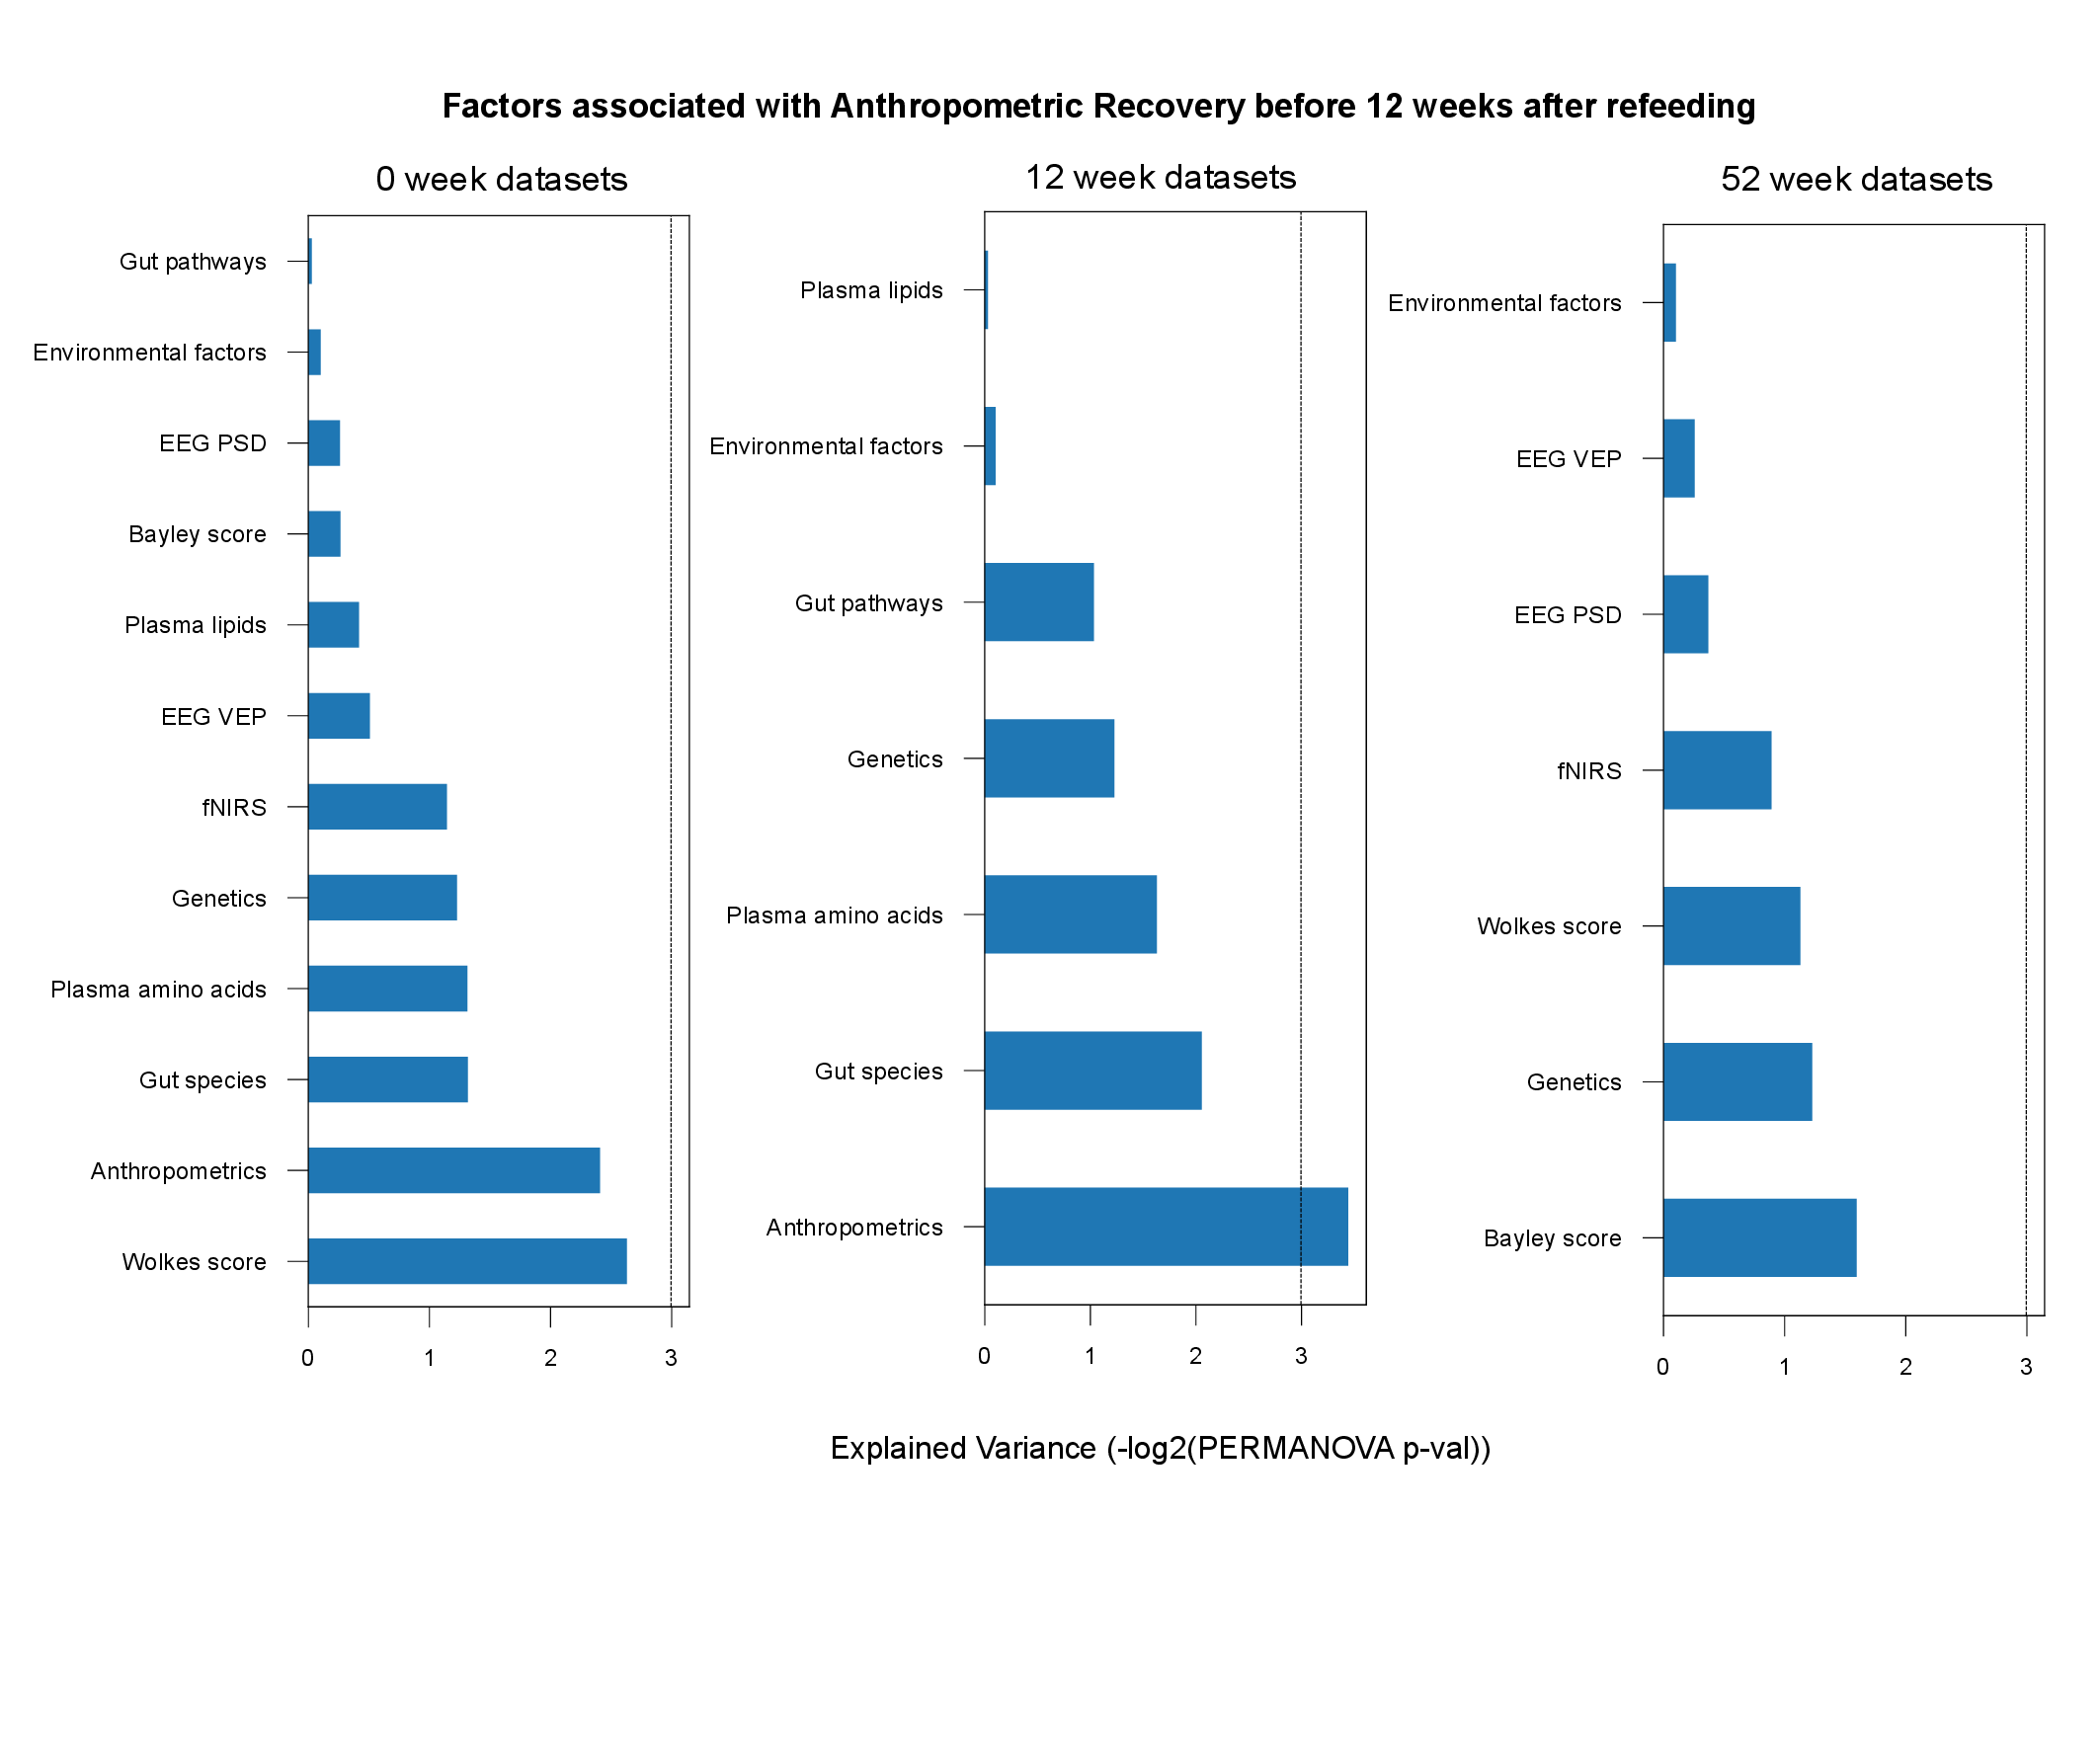 Factors associated with Anthropometric Recovery before 12 weeks after refeeding
0 week datasets
Gut pathways
Environmental factors
EEG PSD
Bayley score
Plasma lipids
EEG VEP
fNIRS
Genetics
Plasma amino acids
Gut species
Anthropometrics
Wolkes score
0 1 2 3
12 week datasets
Plasma lipids
Environmental factors
Gut pathways
Genetics
Plasma amino acids
Gut species
Anthropometrics
0 1 2 3
52 week datasets
Environmental factors
EEG VEP
EEG PSD
fNIRS
Wolkes score
Genetics
Bayley score
0 1 2 3
Explained Variance (-log2(PERMANOVA p-val))